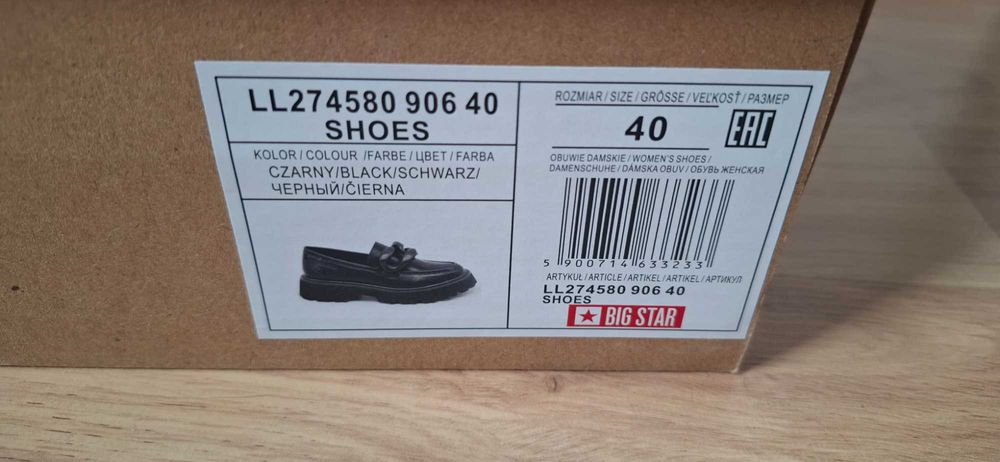 LL274580 906 40
SHOES
KOLOR / COLOUR /FARBE / ЦВЕТ / FARBA
CZARNY/BLACK/SCHWARZ/
ЧЕРНЫЙ/ČIERNA
ROZMIAR / SIZE / GRÖSSE / VEĽKOSŤ / РАЗМЕР
40
EAC
OBUWIE DAMSKIE / WOMEN'S SHOES /
DAMENSCHUHE / DÁMSKA OBUV / ОБУВЬ ЖЕНСКАЯ
5 900714 633233
ARTYKUŁ / ARTICLE / ARTIKEL / ARTIKEL / АРТИКУЛ
LL274580 906 40
SHOES
BIG STAR